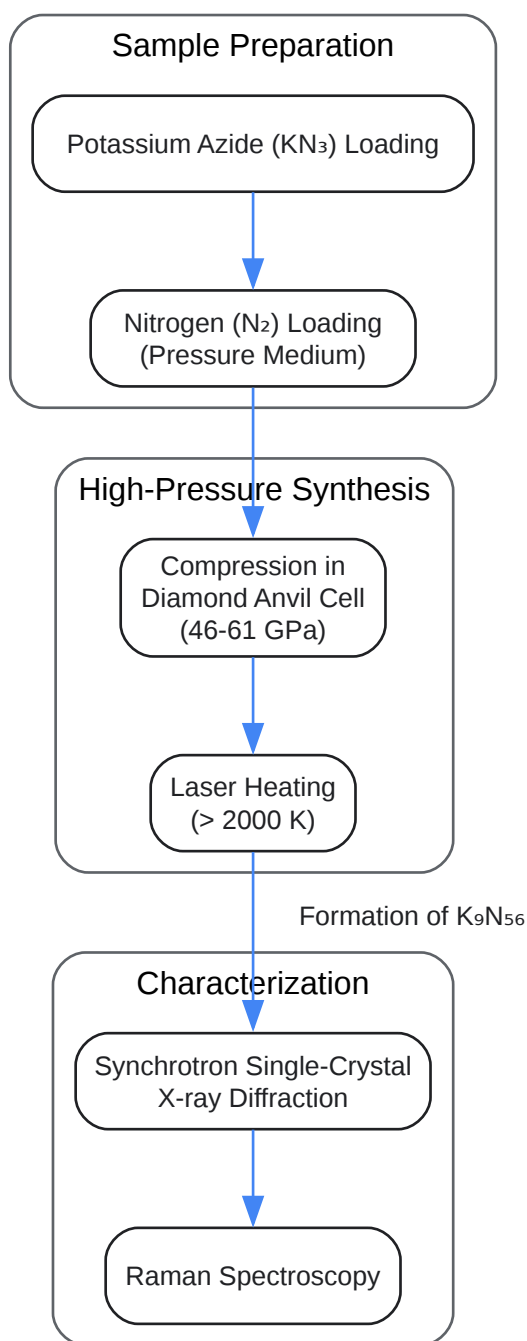 Sample Preparation
Potassium Azide (KN₃) Loading
Nitrogen (N₂) Loading
(Pressure Medium)
High-Pressure Synthesis
Compression in
Diamond Anvil Cell
(46-61 GPa)
Laser Heating
(> 2000 K)
Formation of K₉N₅₆
Characterization
Synchrotron Single-Crystal
X-ray Diffraction
Raman Spectroscopy